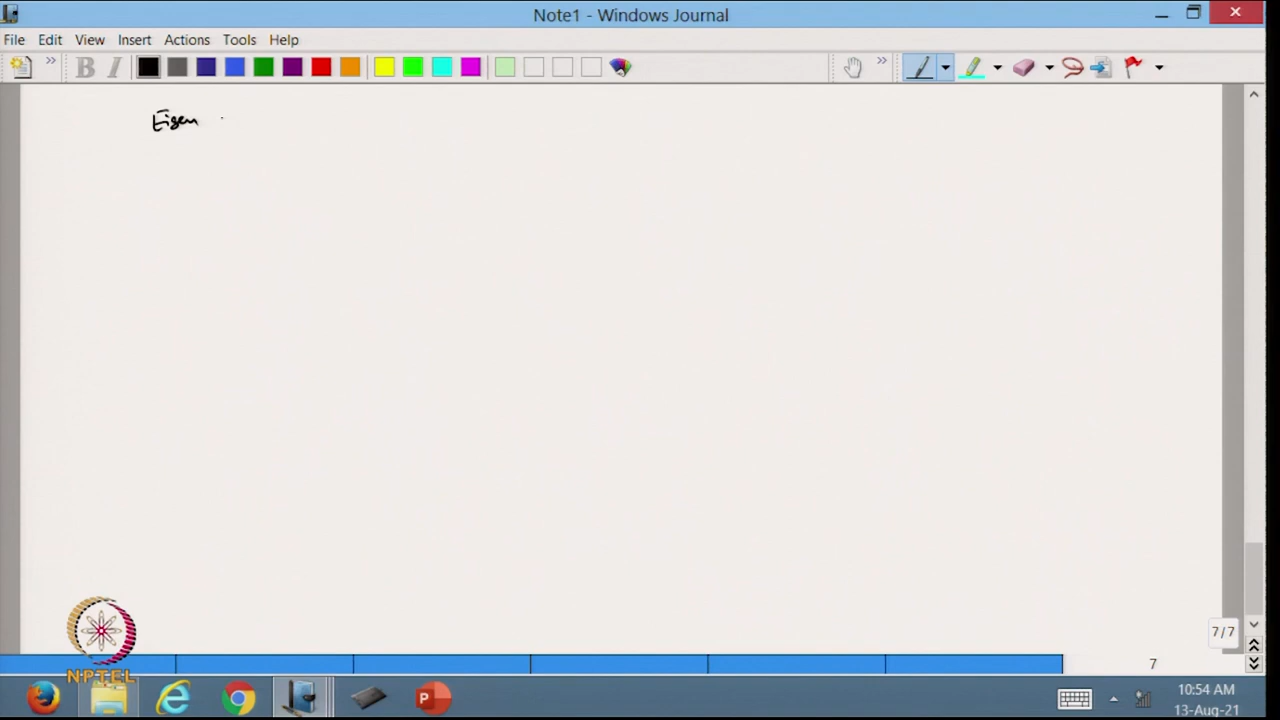 Note1 - Windows Journal
File Edit View Insert Actions Tools Help
B I
Eigen
7/7
7
NPTEL
10:54 AM
13-Aug-21